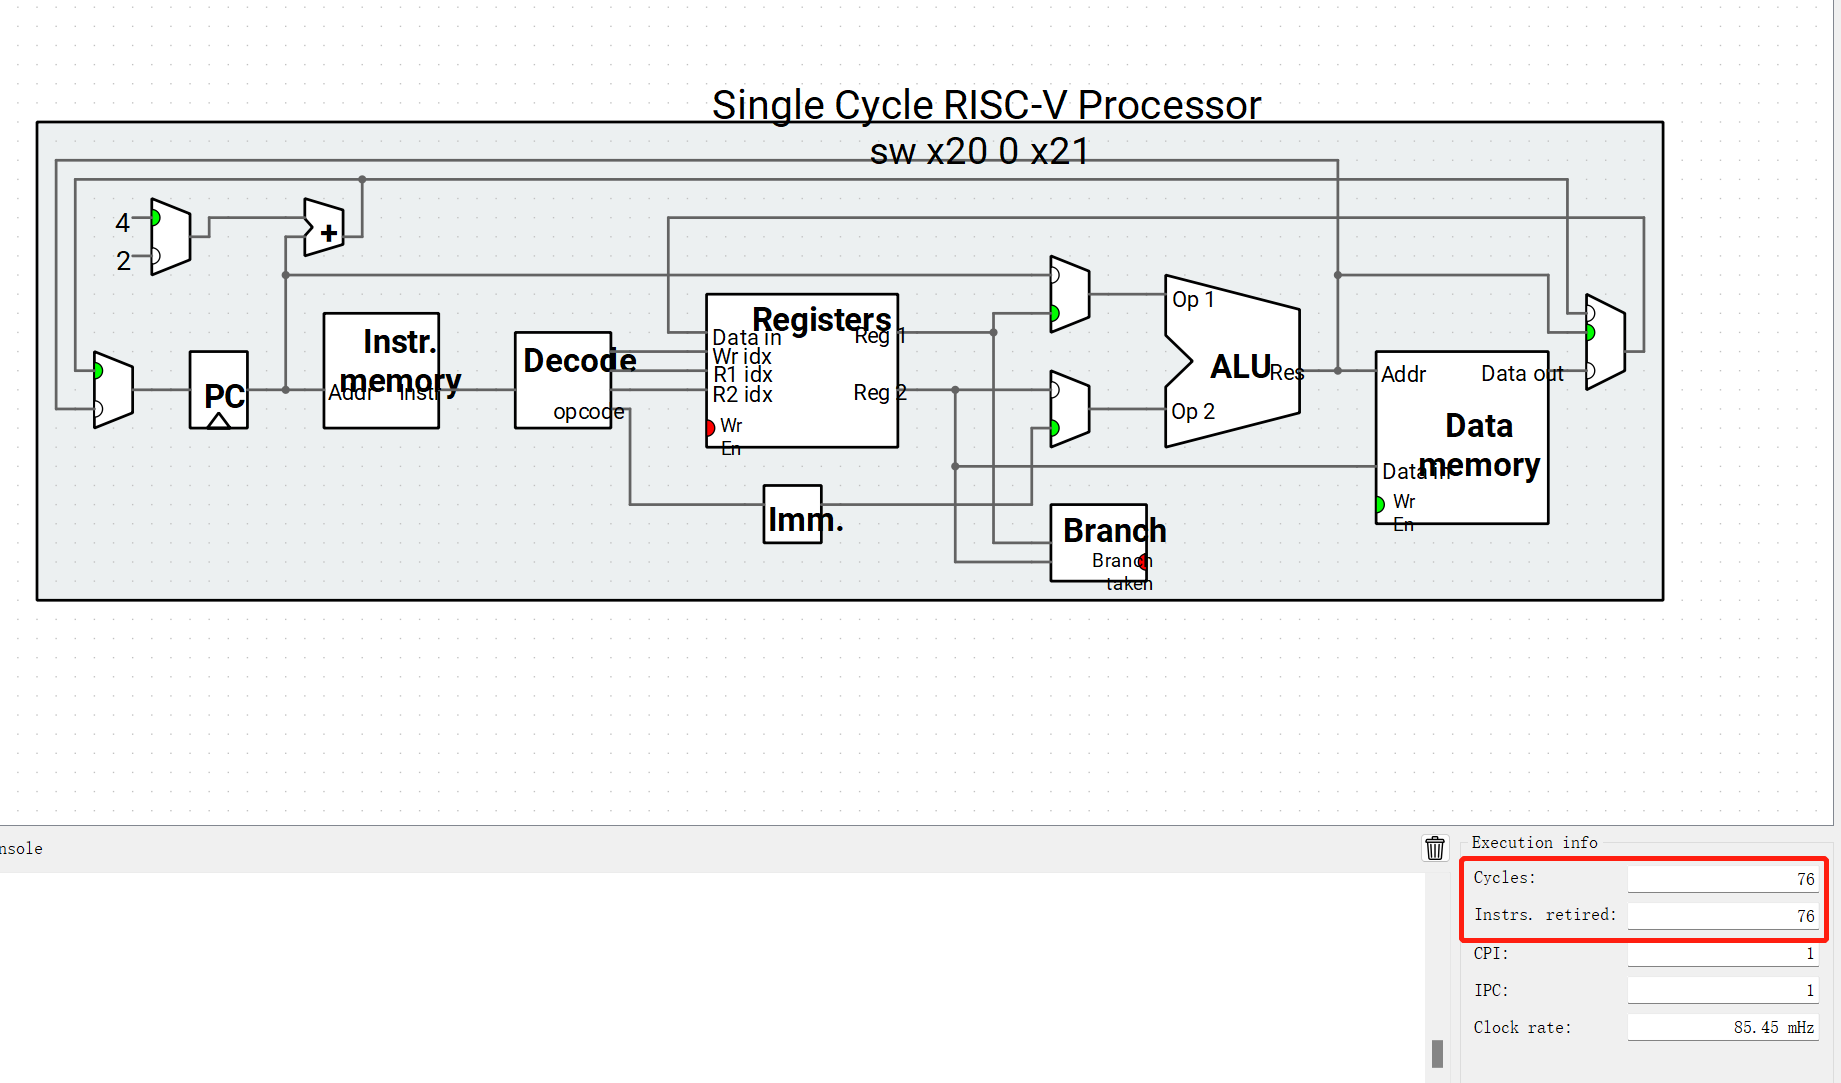 Single Cycle RISC-V Processor
sw x20 0 x21
4
2
+
PC
Instr.
memory
Addr
Instr
Decode
opcode
Registers
Data in
Wr idx
R1 idx
R2 idx
Wr
En
Reg 1
Reg 2
Imm.
Op 1
Op 2
ALU
Res
Branch
Branch
taken
Addr
Data out
Data
memory
Data in
Wr
En
nsole
Execution info
Cycles: 76
Instrs. retired: 76
CPI: 1
IPC: 1
Clock rate: 85.45 mHz